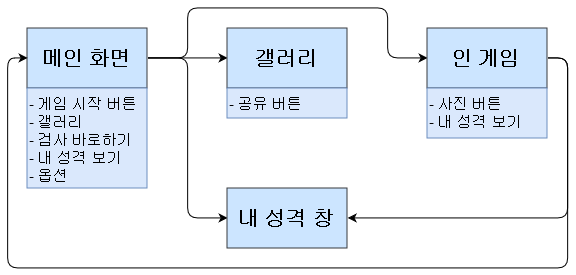 메인 화면
- 게임 시작 버튼
- 갤러리
- 검사 바로하기
- 내 성격 보기
- 옵션
갤러리
- 공유 버튼
인 게임
- 사진 버튼
- 내 성격 보기
내 성격 창